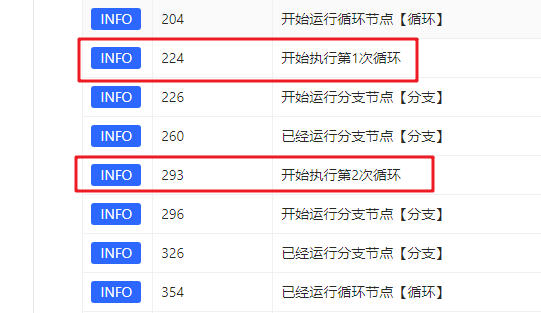 INFO 204 开始运行循环节点【循环】
INFO 224 开始执行第1次循环
INFO 226 开始运行分支节点【分支】
INFO 260 已经运行分支节点【分支】
INFO 293 开始执行第2次循环
INFO 296 开始运行分支节点【分支】
INFO 326 已经运行分支节点【分支】
INFO 354 已经运行循环节点【循环】